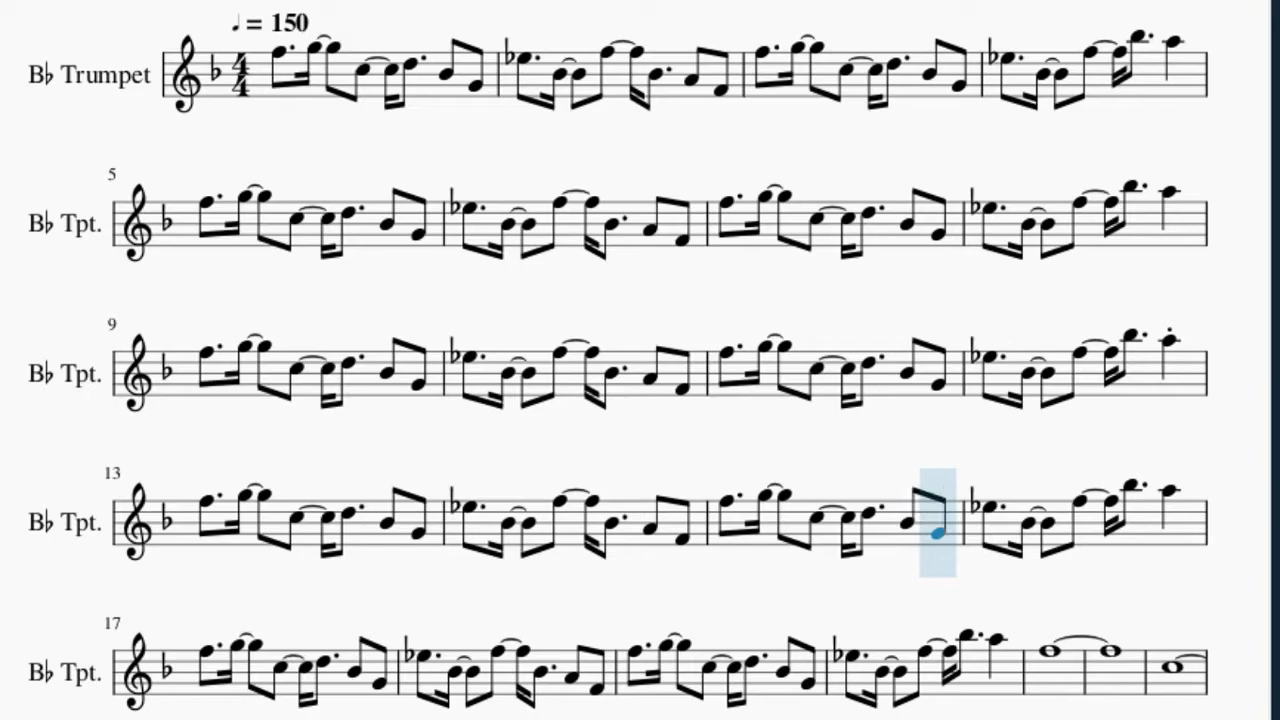 ♩ = 150
B♭ Trumpet
4
4
5
B♭ Tpt.
9
B♭ Tpt.
13
B♭ Tpt.
17
B♭ Tpt.